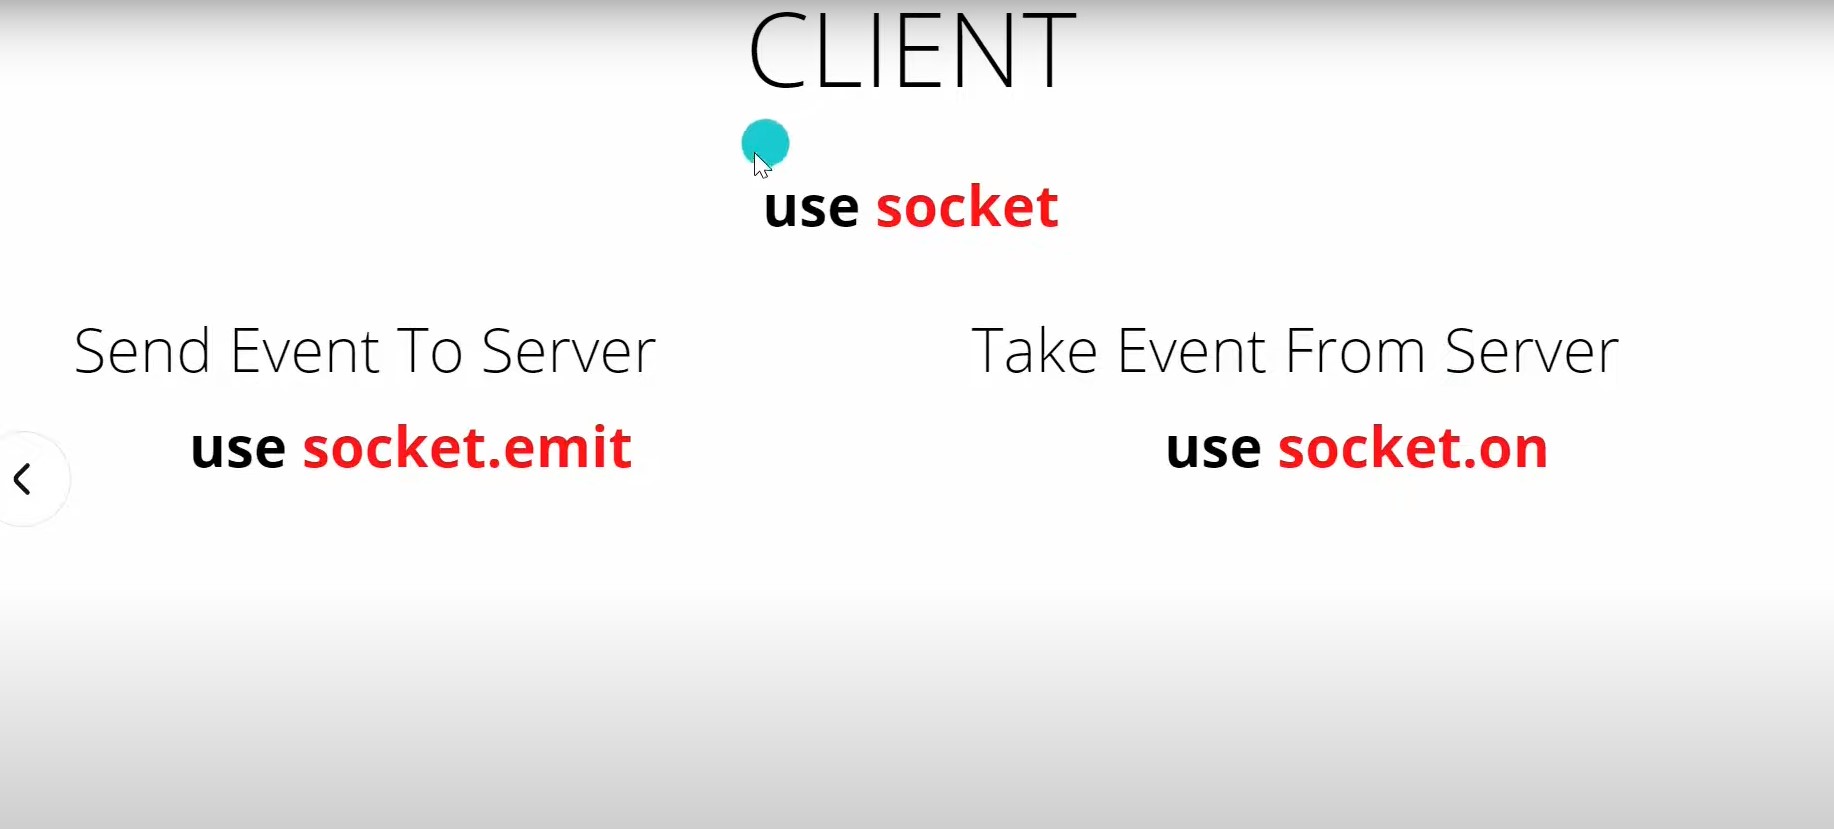 CLIENT
use socket
Send Event To Server
use socket.emit
Take Event From Server
use socket.on